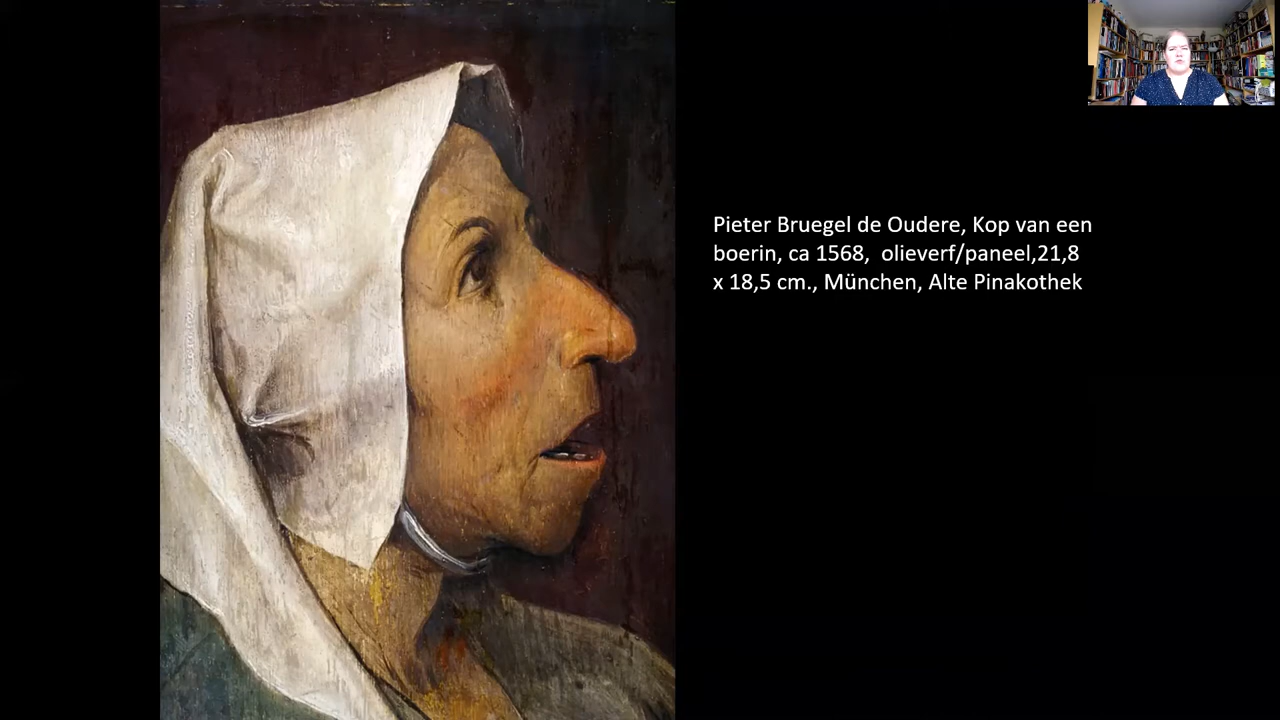 Pieter Bruegel de Oudere, Kop van een
boerin, ca 1568,  olieverf/paneel,21,8
x 18,5 cm., München, Alte Pinakothek